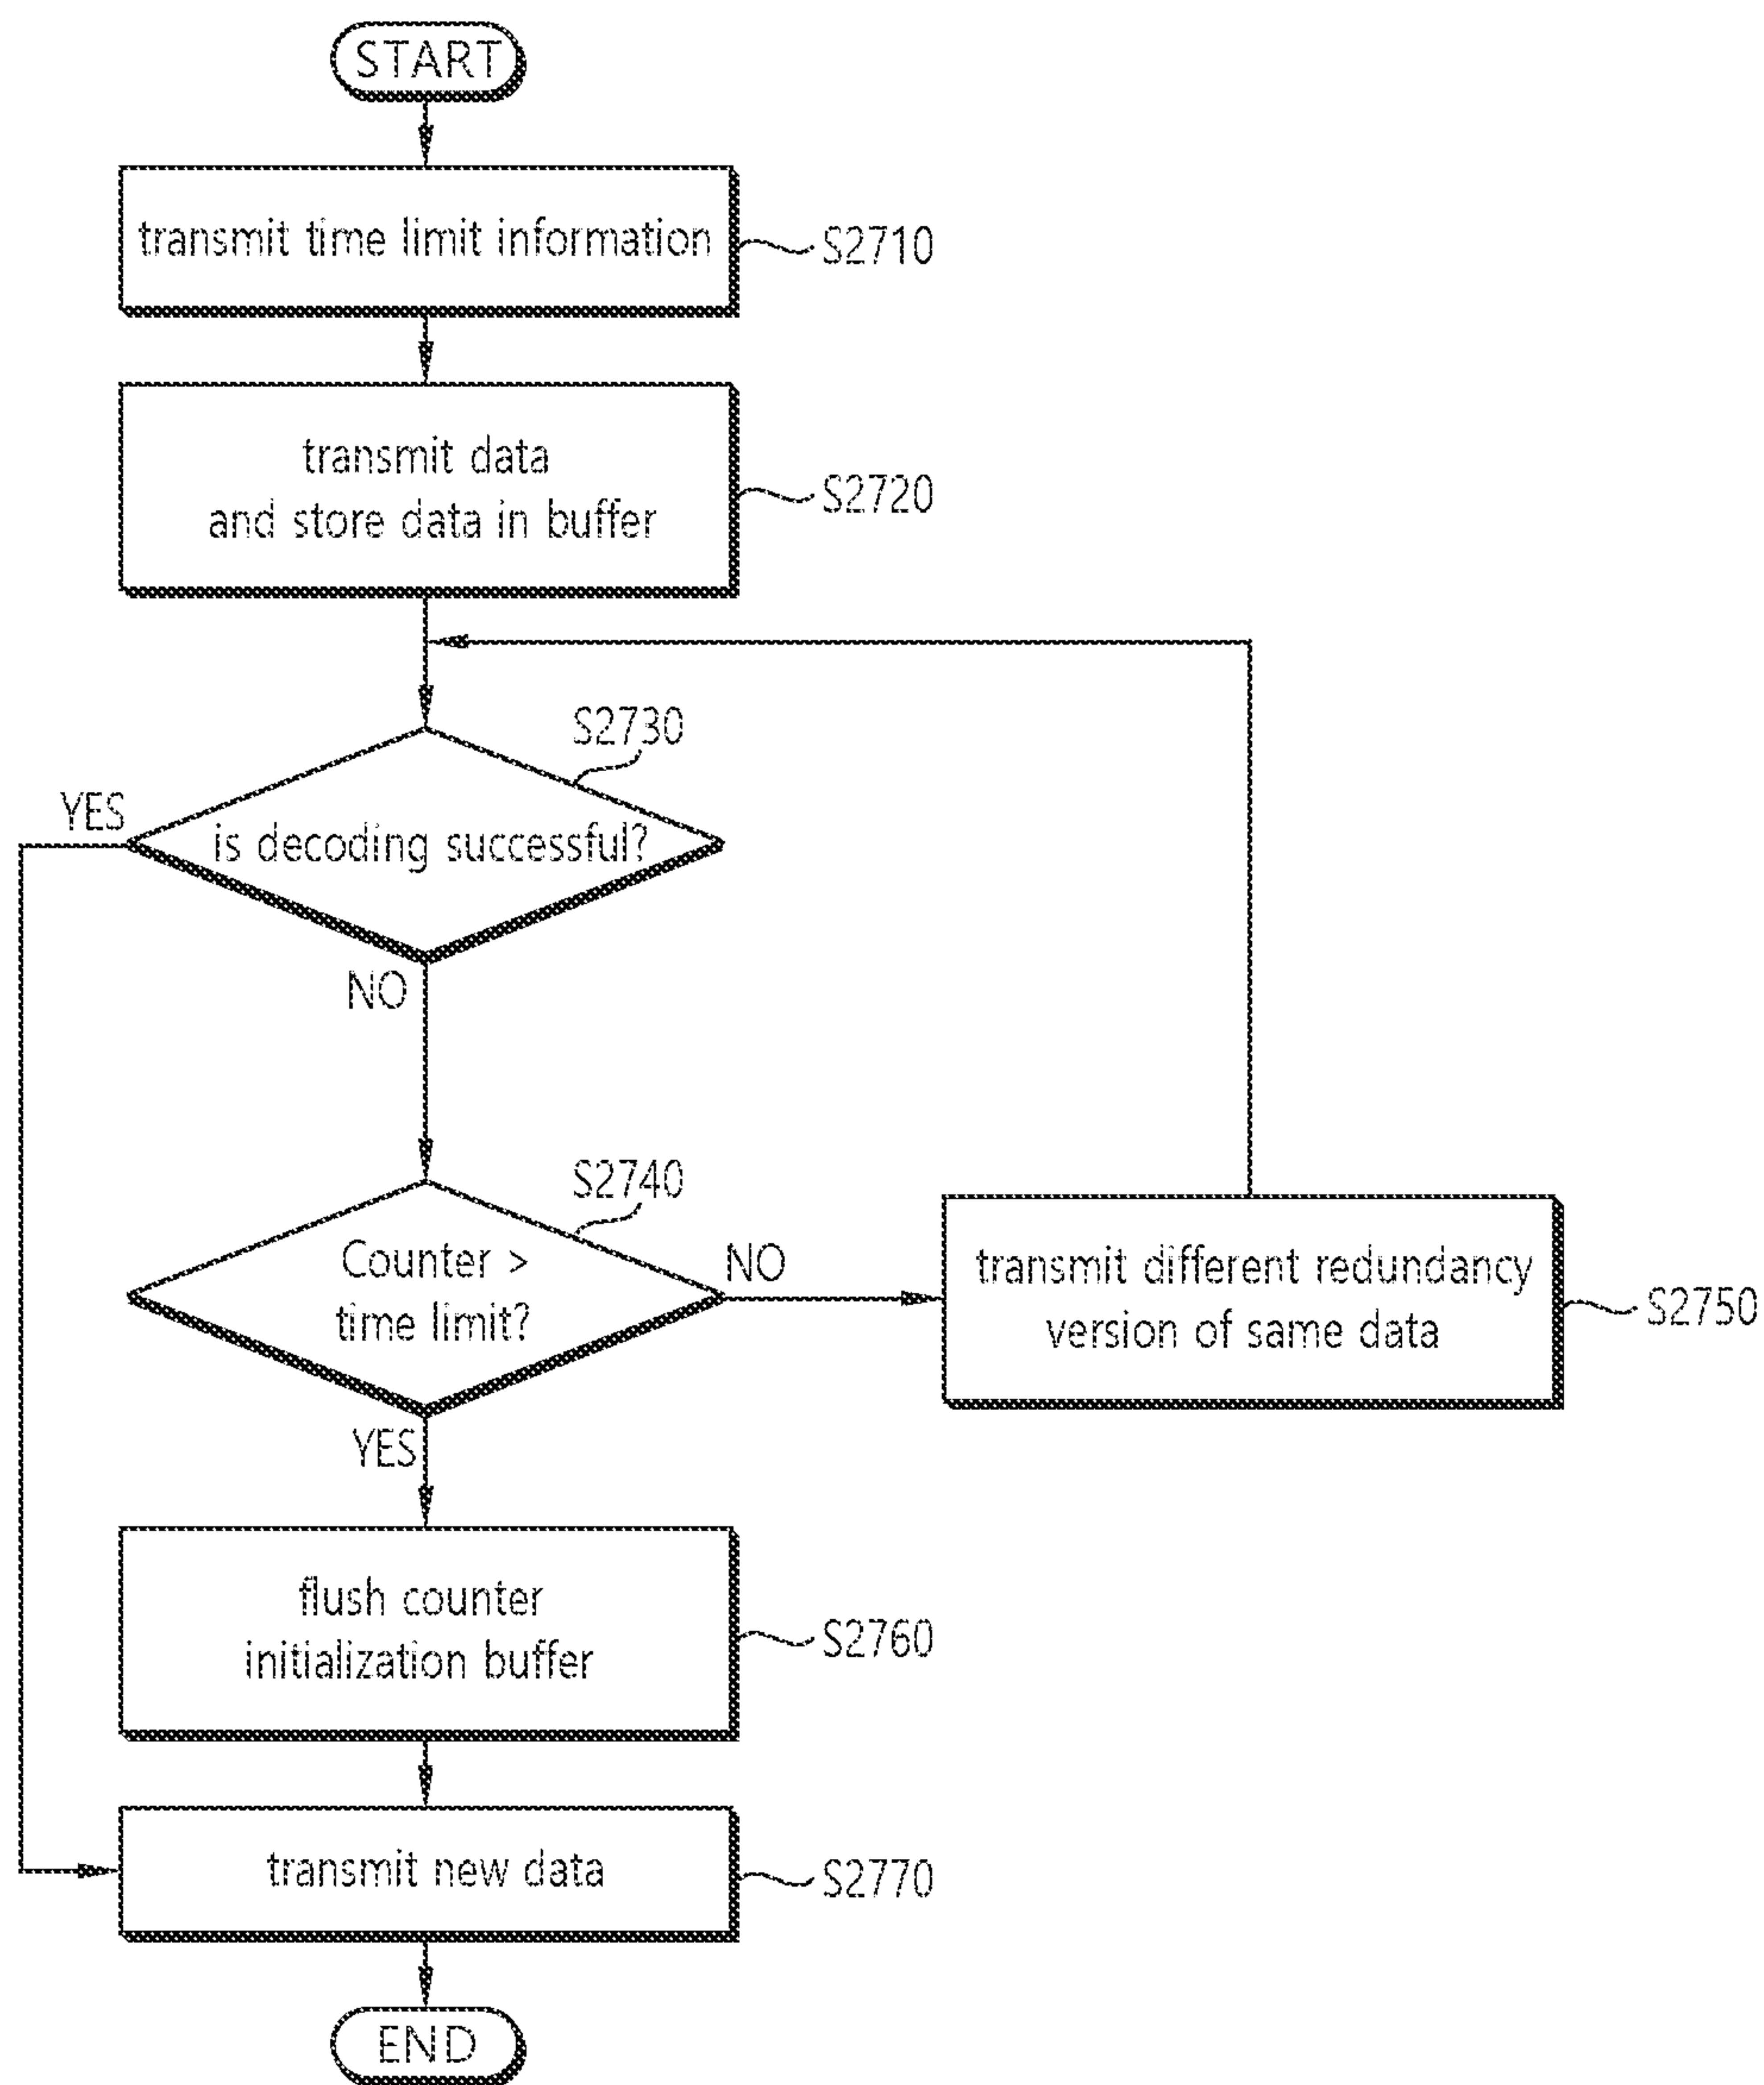 START
transmit time limit information
S2710
transmit data
and store data in buffer
S2720
S2730
YES
is decoding successful?
NO
S2740
Counter >
time limit?
NO
transmit different redundancy
version of same data
S2750
YES
flush counter
initialization buffer
S2760
transmit new data
S2770
END